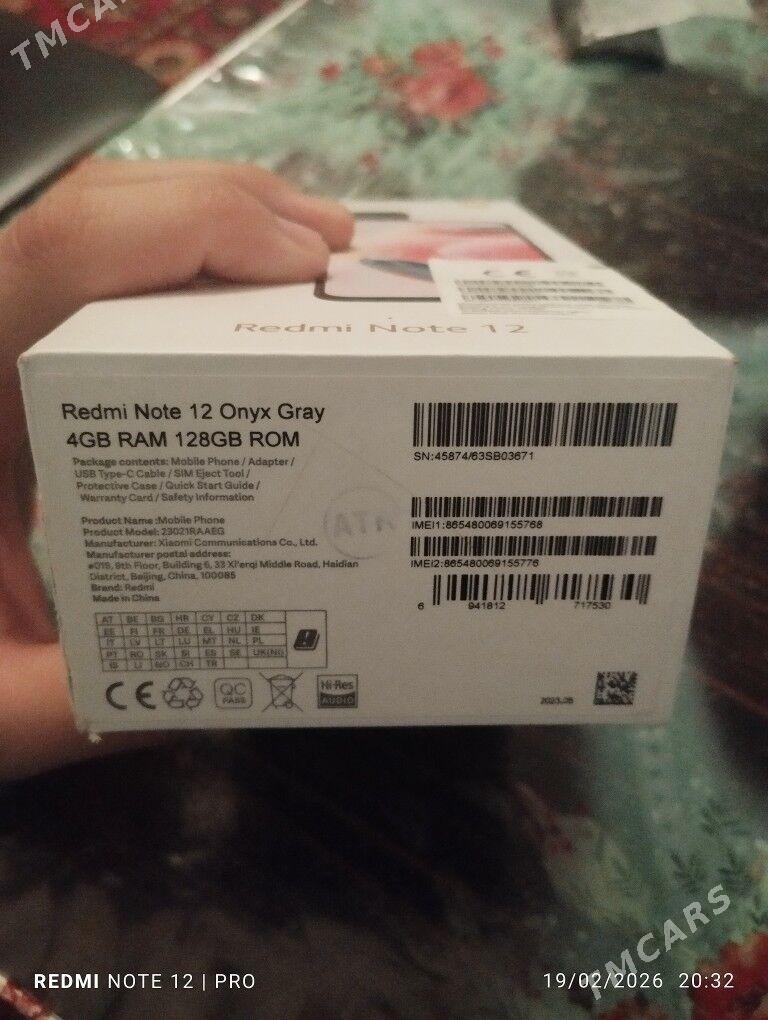 TMCARS
Redmi Note 12
Redmi Note 12 Onyx Gray
4GB RAM 128GB ROM
Package contents: Mobile Phone / Adapter /
USB Type-C Cable / SIM Eject Tool /
Protective Case / Quick Start Guide /
Warranty Card / Safety Information
Product Name :Mobile Phone
Product Model: 23021RAAEG
Manufacturer: Xiaomi Communications Co., Ltd.
Manufacturer postal address:
#019, 9th Floor, Building 6, 33 Xi'erqi Middle Road, Haidian
District, Beijing, China, 100085
Brand: Redmi
Made in China
AT BE BG HR CY CZ DK
EE FI FR DE EL HU IE
IT LV LT LU MT NL PL
PT RO SK SI ES SE UK(NI)
IS LI NO CH TR
CE
QC
PASS
Hi-Res
AUDIO
SN:45874/63SB03671
IMEI1:865480069155768
IMEI2:865480069155776
6 941812 717530
2023.05
REDMI NOTE 12 | PRO
19/02/2026 20:32
TMCARS